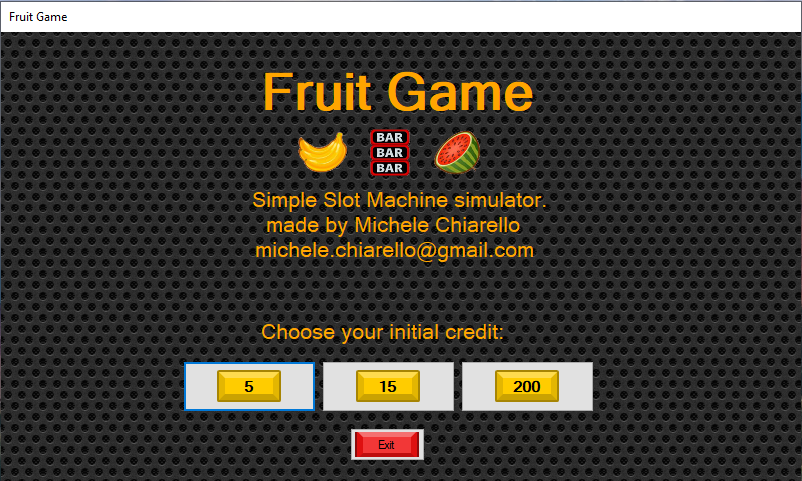 Fruit Game
Fruit Game
BAR
BAR
BAR
Simple Slot Machine simulator.
made by Michele Chiarello
michele.chiarello@gmail.com
Choose your initial credit:
5 15 200
Exit